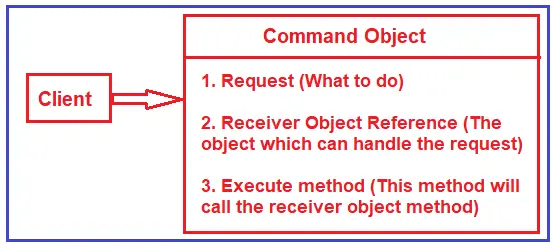 Command Object
Client
1. Request (What to do)
2. Receiver Object Reference (The
object which can handle the request)
3. Execute method (This method will
call the receiver object method)